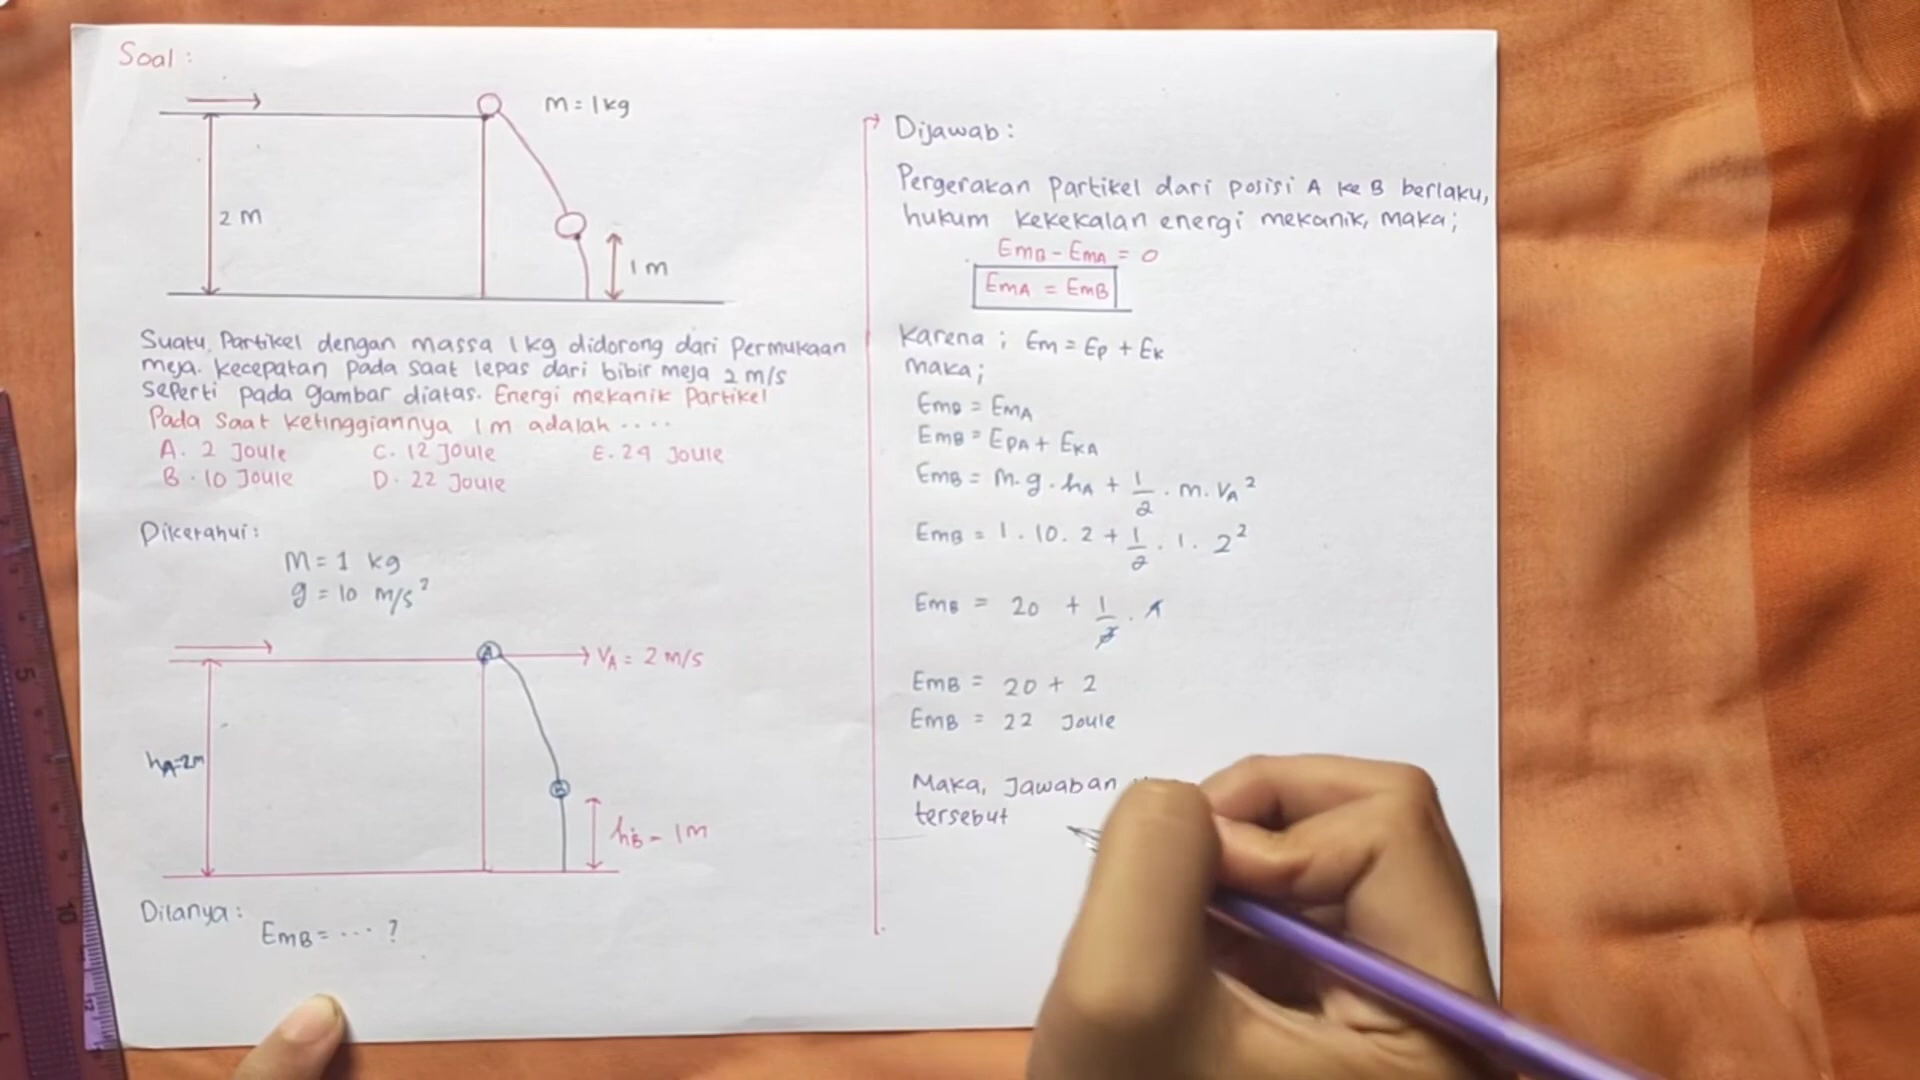 Soal:
m = 1 kg
2 m
1 m
Suatu Partikel dengan massa 1 kg didorong dari Permukaan
meja. kecepatan pada saat lepas dari bibir meja 2 m/s
seperti pada gambar diatas. Energi mekanik Partikel
Pada saat ketinggiannya 1 m adalah ....
A. 2 Joule C. 12 Joule E. 24 Joule
B. 10 Joule D. 22 Joule
Diketahui:
m = 1 kg
g = 10 m/s²
A
VA = 2 m/s
hA=2m
B
hB = 1m
Ditanya:
EmB = ... ?
Dijawab:
Pergerakan Partikel dari posisi A ke B berlaku,
hukum kekekalan energi mekanik, maka;
EmB - EmA = 0
EmA = EmB
Karena ; Em = Ep + Ek
maka;
EmB = EmA
EmB = EpA + EkA
EmB = m.g.hA + 1/2 . m. VA²
EmB = 1 . 10. 2 + 1/2 . 1. 2²
EmB = 20 + 1/2 . 4
EmB = 20 + 2
EmB = 22 Joule
Maka, Jawaban
tersebut
5
10
12